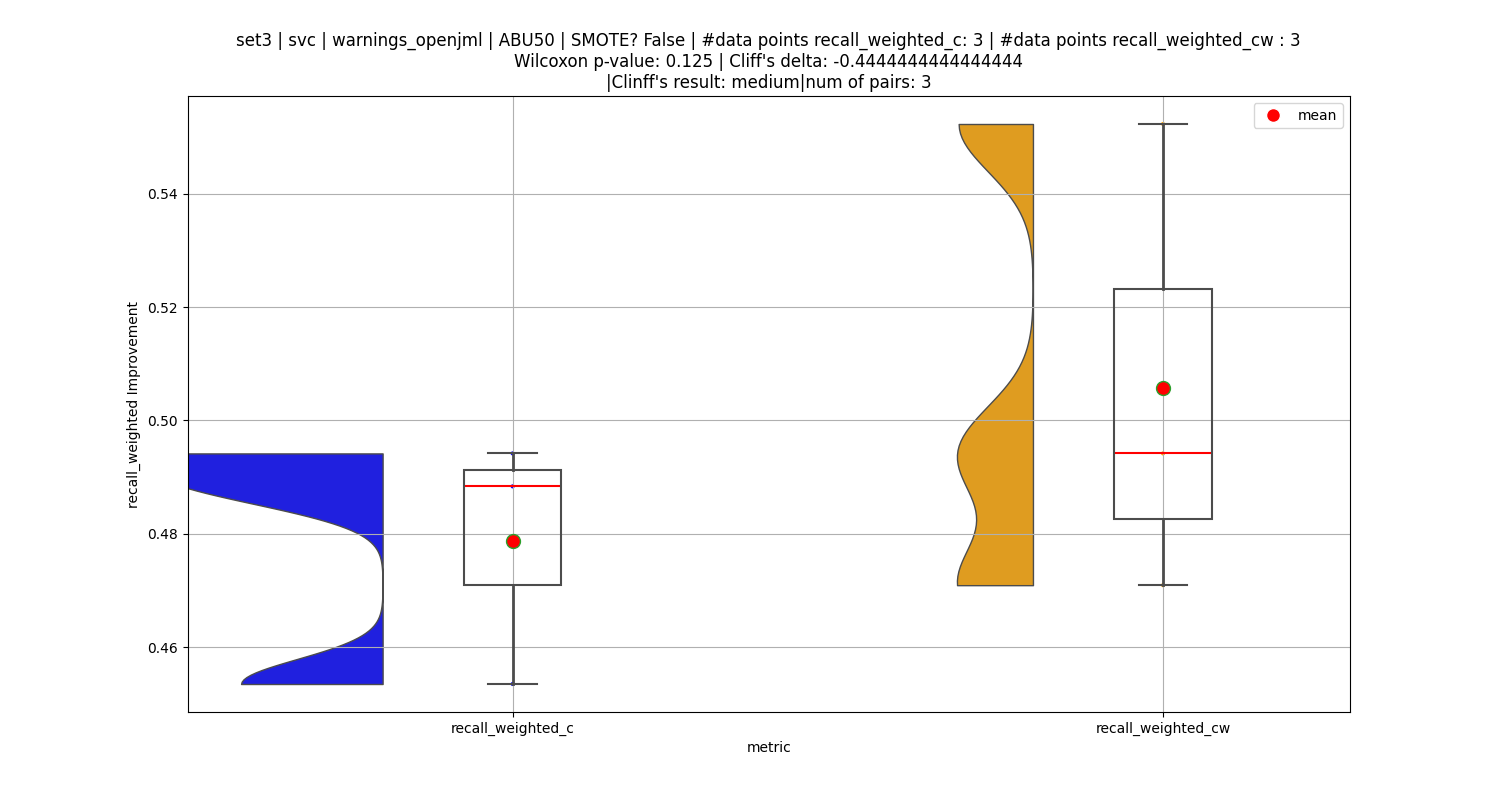 set3 | svc | warnings_openjml | ABU50 | SMOTE? False | #data points recall_weighted_c: 3 | #data points recall_weighted_cw : 3
Wilcoxon p-value: 0.125 | Cliff's delta: -0.4444444444444444
|Clinff's result: medium|num of pairs: 3
mean
0.54
0.52
0.50
0.48
0.46
recall_weighted Improvement
recall_weighted_c
recall_weighted_cw
metric